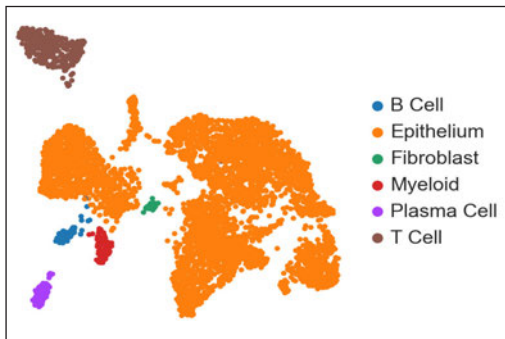 B Cell
Epithelium
Fibroblast
Myeloid
Plasma Cell
T Cell